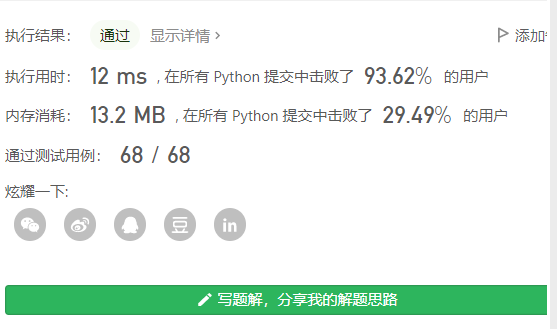 执行结果： 通过 显示详情 > 添加
执行用时： 12 ms , 在所有 Python 提交中击败了 93.62% 的用户
内存消耗： 13.2 MB , 在所有 Python 提交中击败了 29.49% 的用户
通过测试用例： 68 / 68
炫耀一下:
豆 in
写题解，分享我的解题思路